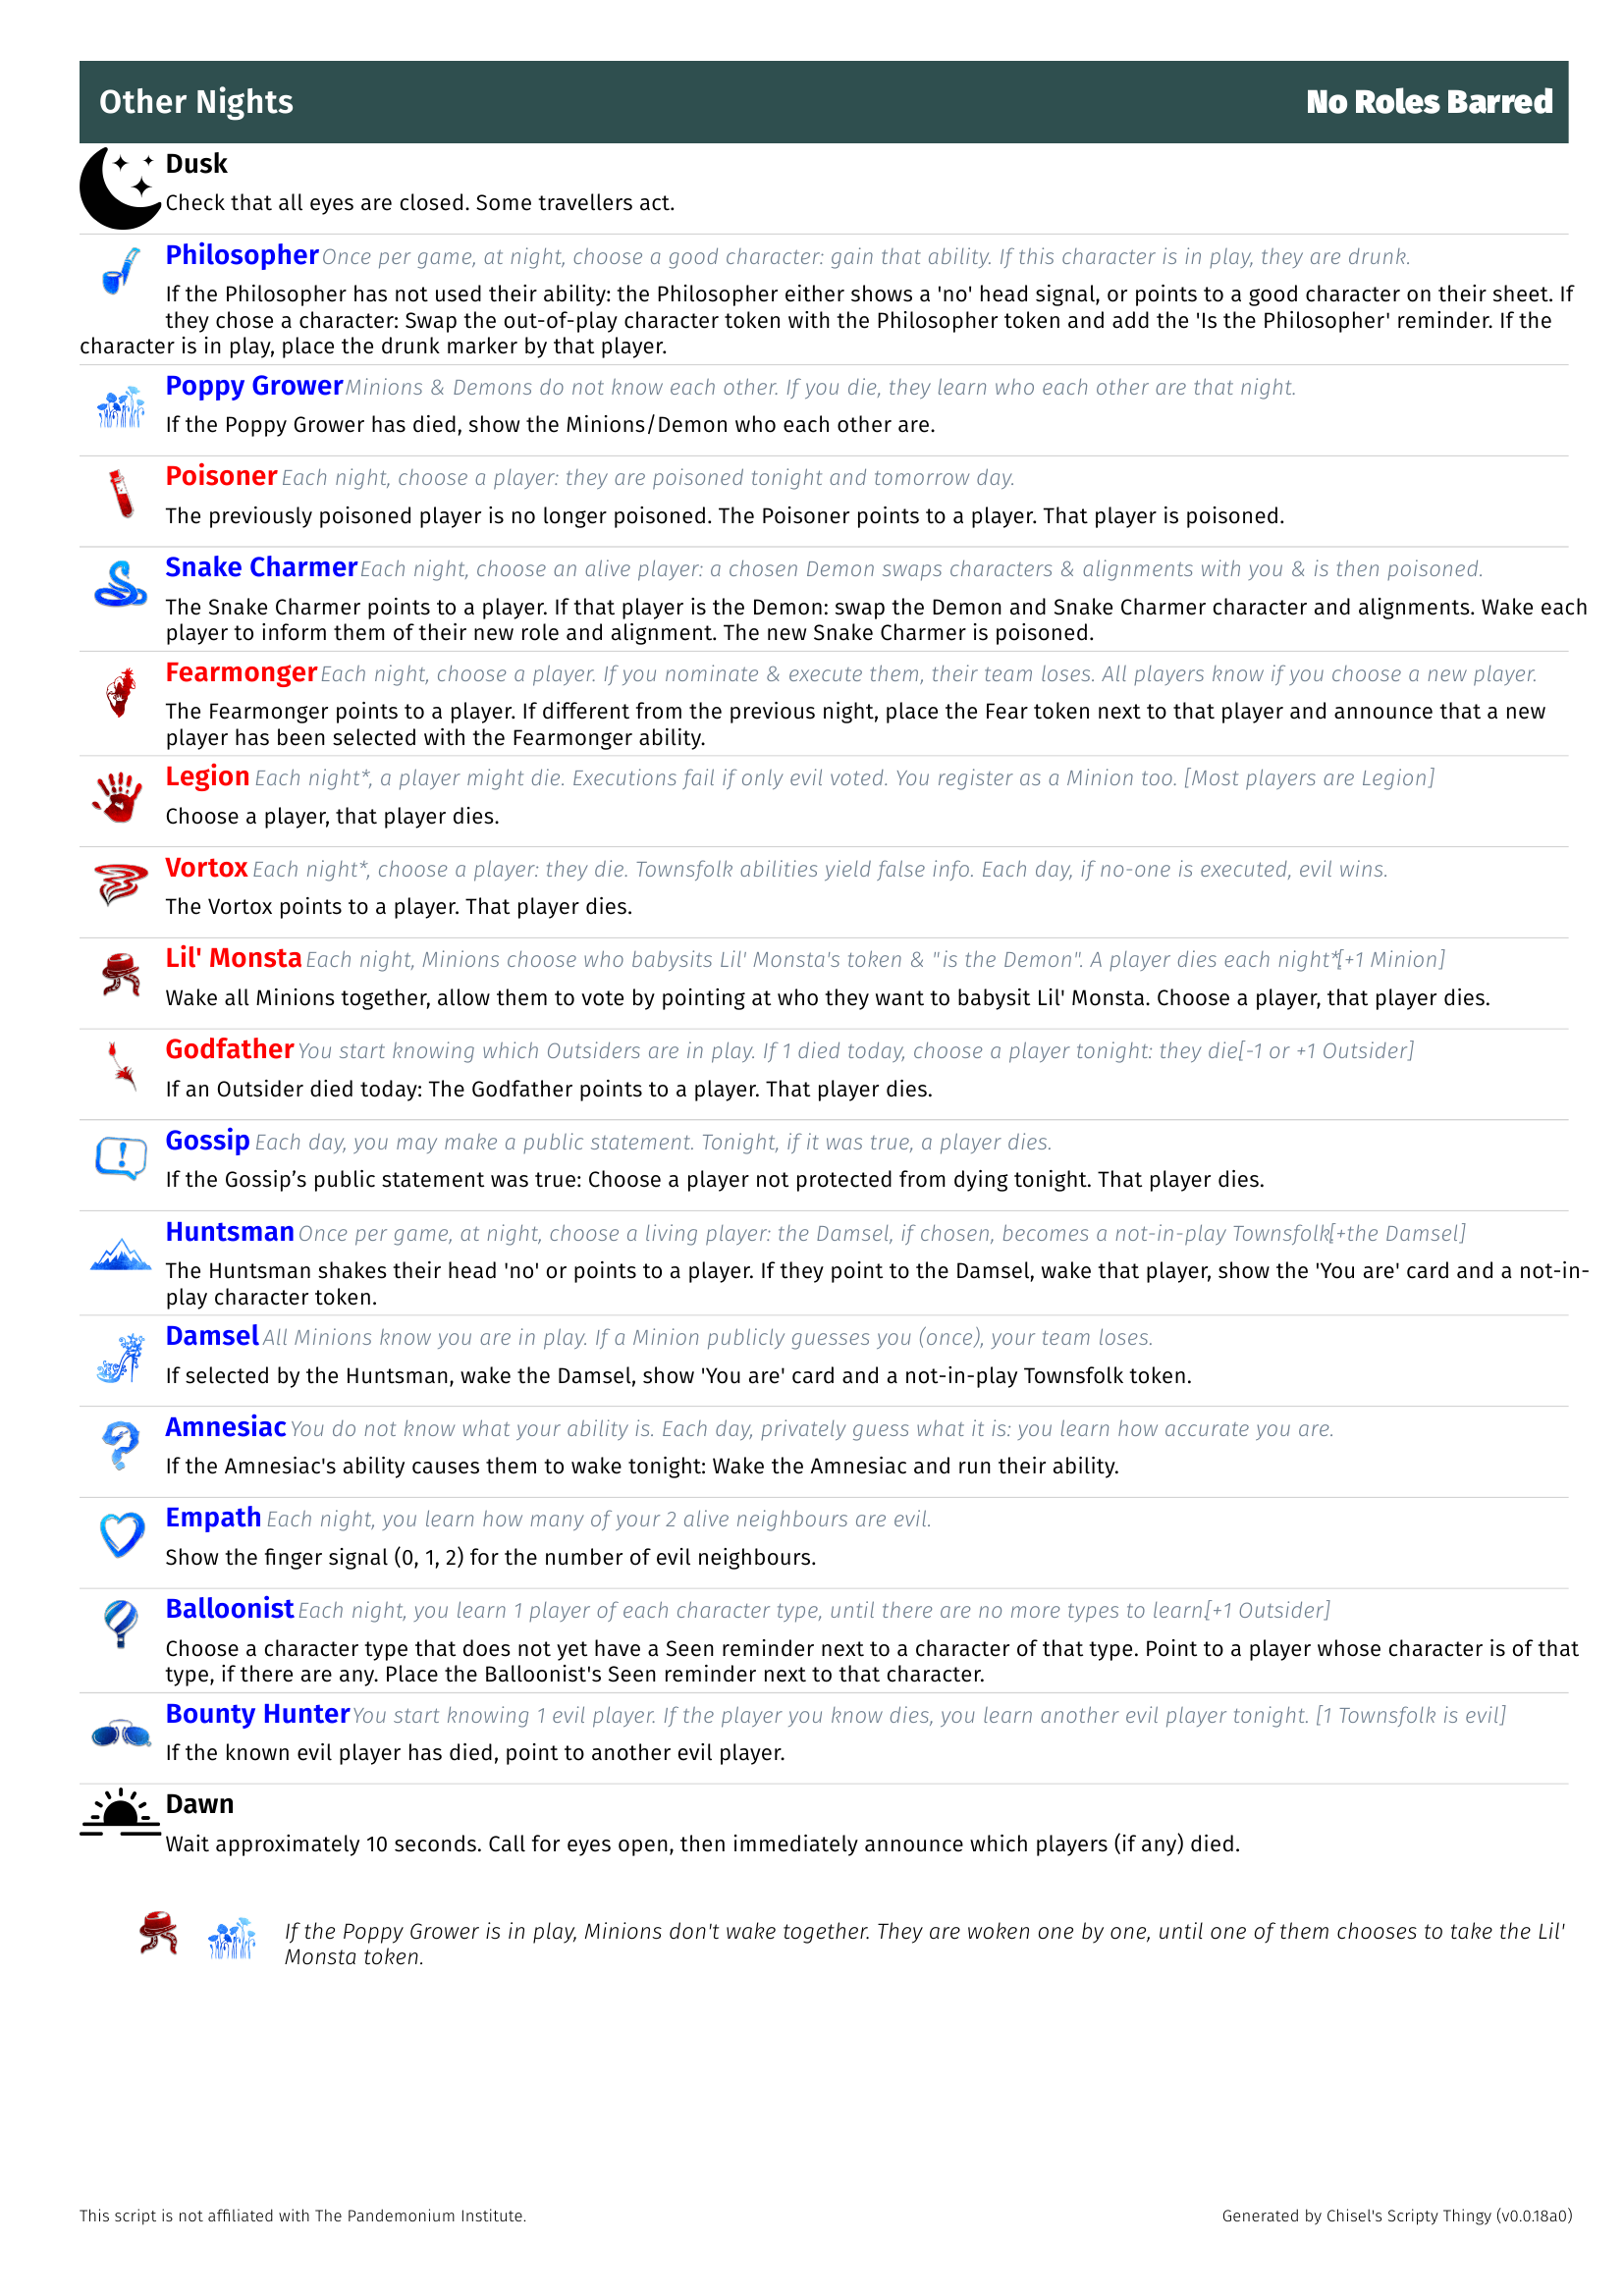 Other Nights
No Roles Barred
Dusk
Check that all eyes are closed. Some travellers act.
Philosopher Once per game, at night, choose a good character: gain that ability. If this character is in play, they are drunk.
If the Philosopher has not used their ability: the Philosopher either shows a 'no' head signal, or points to a good character on their sheet. If
they chose a character: Swap the out-of-play character token with the Philosopher token and add the 'Is the Philosopher' reminder. If the
character is in play, place the drunk marker by that player.
Poppy Grower Minions & Demons do not know each other. If you die, they learn who each other are that night.
If the Poppy Grower has died, show the Minions/Demon who each other are.
Poisoner Each night, choose a player: they are poisoned tonight and tomorrow day.
The previously poisoned player is no longer poisoned. The Poisoner points to a player. That player is poisoned.
Snake Charmer Each night, choose an alive player: a chosen Demon swaps characters & alignments with you & is then poisoned.
The Snake Charmer points to a player. If that player is the Demon: swap the Demon and Snake Charmer character and alignments. Wake each
player to inform them of their new role and alignment. The new Snake Charmer is poisoned.
Fearmonger Each night, choose a player. If you nominate & execute them, their team loses. All players know if you choose a new player.
The Fearmonger points to a player. If different from the previous night, place the Fear token next to that player and announce that a new
player has been selected with the Fearmonger ability.
Legion Each night*, a player might die. Executions fail if only evil voted. You register as a Minion too. [Most players are Legion]
Choose a player, that player dies.
Vortox Each night*, choose a player: they die. Townsfolk abilities yield false info. Each day, if no-one is executed, evil wins.
The Vortox points to a player. That player dies.
Lil' Monsta Each night, Minions choose who babysits Lil' Monsta's token & "is the Demon". A player dies each night*[+1 Minion]
Wake all Minions together, allow them to vote by pointing at who they want to babysit Lil' Monsta. Choose a player, that player dies.
Godfather You start knowing which Outsiders are in play. If 1 died today, choose a player tonight: they die[-1 or +1 Outsider]
If an Outsider died today: The Godfather points to a player. That player dies.
Gossip Each day, you may make a public statement. Tonight, if it was true, a player dies.
If the Gossip’s public statement was true: Choose a player not protected from dying tonight. That player dies.
Huntsman Once per game, at night, choose a living player: the Damsel, if chosen, becomes a not-in-play Townsfolk[+the Damsel]
The Huntsman shakes their head 'no' or points to a player. If they point to the Damsel, wake that player, show the 'You are' card and a not-in-
play character token.
Damsel All Minions know you are in play. If a Minion publicly guesses you (once), your team loses.
If selected by the Huntsman, wake the Damsel, show 'You are' card and a not-in-play Townsfolk token.
Amnesiac You do not know what your ability is. Each day, privately guess what it is: you learn how accurate you are.
If the Amnesiac's ability causes them to wake tonight: Wake the Amnesiac and run their ability.
Empath Each night, you learn how many of your 2 alive neighbours are evil.
Show the finger signal (0, 1, 2) for the number of evil neighbours.
Balloonist Each night, you learn 1 player of each character type, until there are no more types to learn.[+1 Outsider]
Choose a character type that does not yet have a Seen reminder next to a character of that type. Point to a player whose character is of that
type, if there are any. Place the Balloonist's Seen reminder next to that character.
Bounty Hunter You start knowing 1 evil player. If the player you know dies, you learn another evil player tonight. [1 Townsfolk is evil]
If the known evil player has died, point to another evil player.
Dawn
Wait approximately 10 seconds. Call for eyes open, then immediately announce which players (if any) died.
If the Poppy Grower is in play, Minions don't wake together. They are woken one by one, until one of them chooses to take the Lil'
Monsta token.
This script is not affiliated with The Pandemonium Institute.
Generated by Chisel's Scripty Thingy (v0.0.18a0)